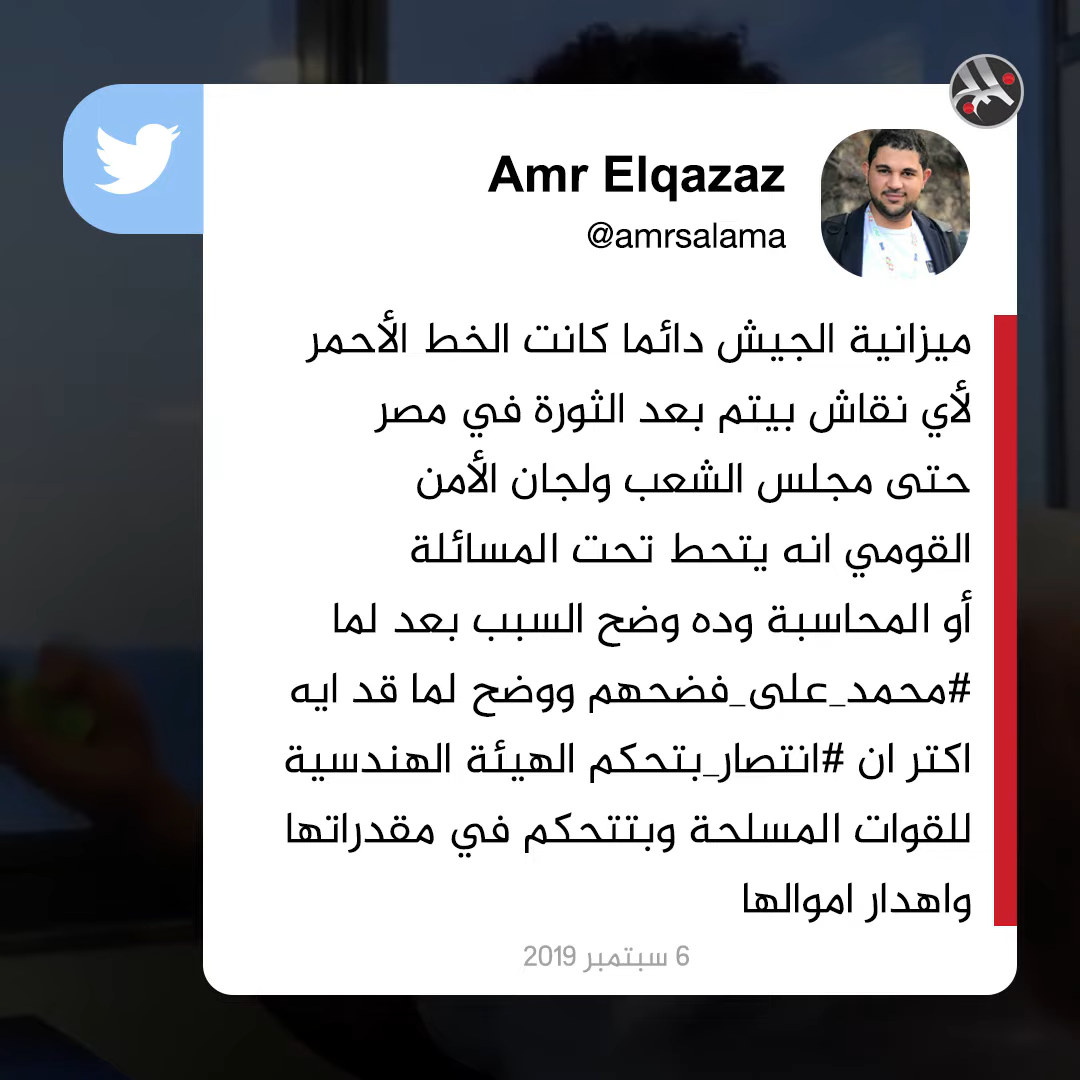 Amr Elqazaz
@amrsalama
ميزانية الجيش دائما كانت الخط الأحمر
لأي نقاش بيتم بعد الثورة في مصر
حتى مجلس الشعب ولجان الأمن
القومي انه يتحط تحت المسائلة
أو المحاسبة وده وضح السبب بعد لما
#محمد_على_فضحهم ووضح لما قد ايه
اكتر ان #انتصار_بتحكم الهيئة الهندسية
للقوات المسلحة وبتتحكم في مقدراتها
واهدار اموالها
6 سبتمبر 2019